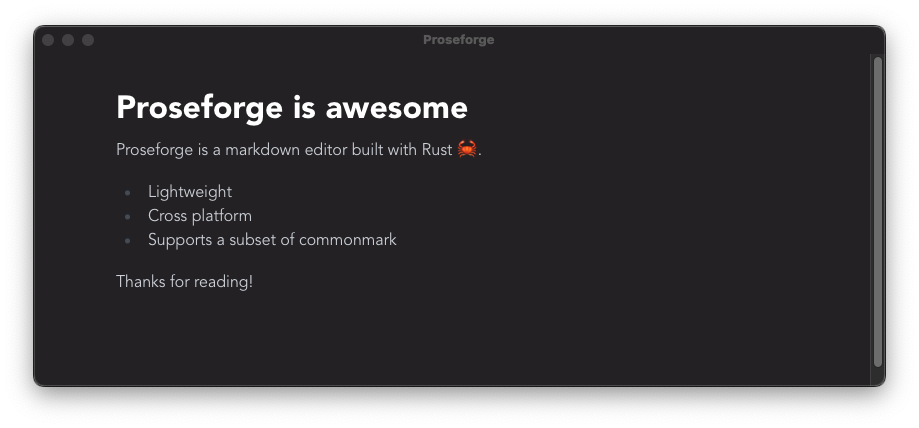 Proseforge
Proseforge is awesome
Proseforge is a markdown editor built with Rust 🦀.
Lightweight
Cross platform
Supports a subset of commonmark
Thanks for reading!